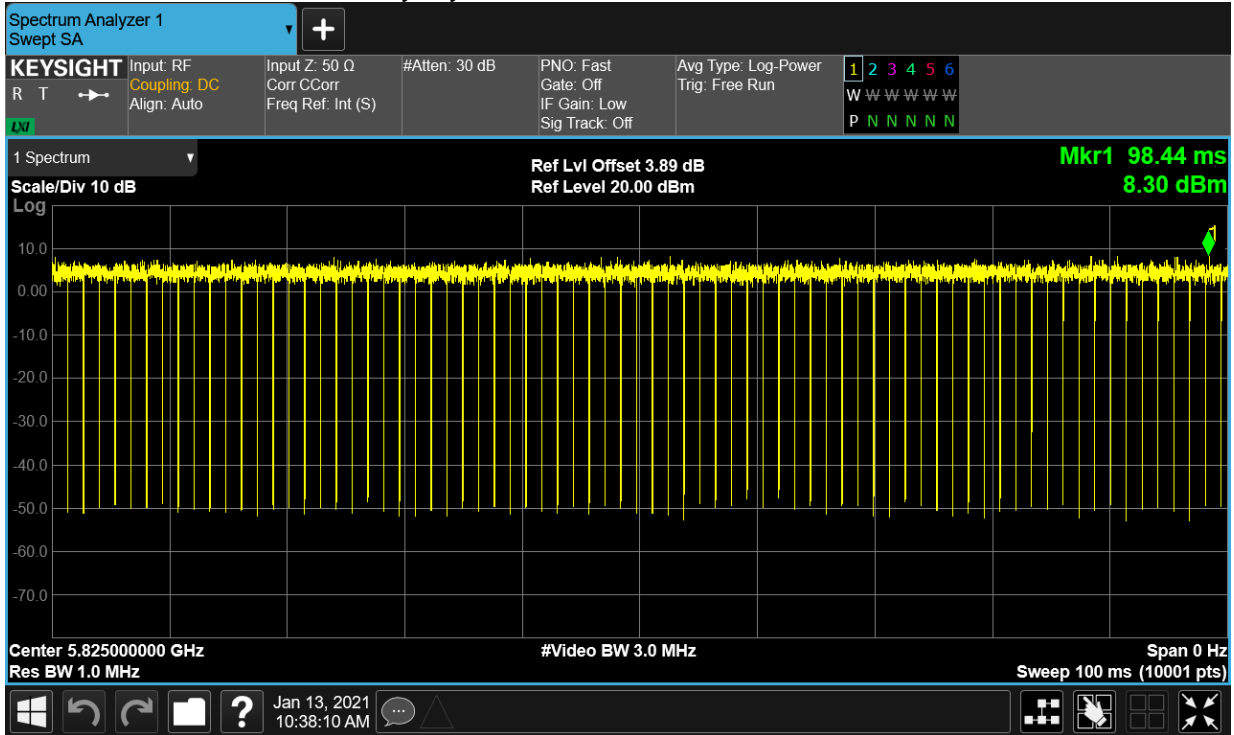 Spectrum Analyzer 1
Swept SA
KEYSIGHT
R T
LXI
Input: RF
Coupling: DC
Align: Auto
Input Z: 50 Ω
Corr CCorr
Freq Ref: Int (S)
#Atten: 30 dB
PNO: Fast
Gate: Off
IF Gain: Low
Sig Track: Off
Avg Type: Log-Power
Trig: Free Run
1 2 3 4 5 6
W W W W W W
P N N N N N
1 Spectrum
Scale/Div 10 dB
Log
Ref Lvl Offset 3.89 dB
Ref Level 20.00 dBm
Mkr1 98.44 ms
8.30 dBm
1
10.0
0.00
-10.0
-20.0
-30.0
-40.0
-50.0
-60.0
-70.0
Center 5.825000000 GHz
Res BW 1.0 MHz
#Video BW 3.0 MHz
Span 0 Hz
Sweep 100 ms (10001 pts)
?
Jan 13, 2021
10:38:10 AM